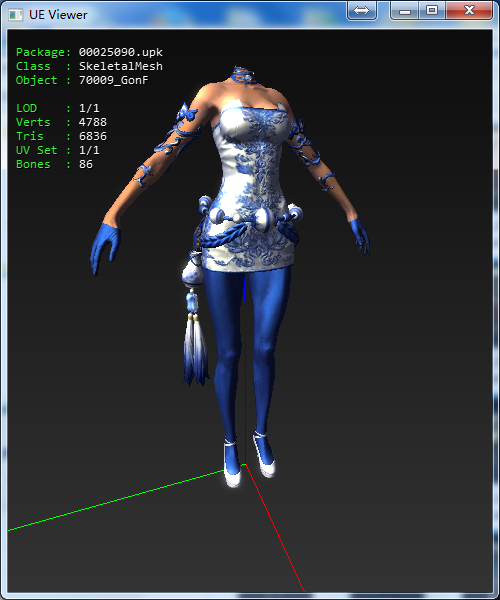 UE Viewer
Package: 00025090.upk
Class : SkeletalMesh
Object : 70009_GonF
LOD : 1/1
Verts : 4788
Tris : 6836
UV Set : 1/1
Bones : 86